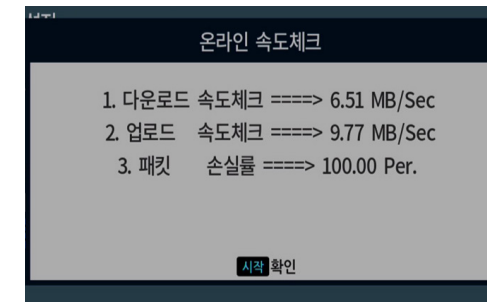 온라인 속도체크
1. 다운로드 속도체크 ====> 6.51 MB/Sec
2. 업로드 속도체크 ====> 9.77 MB/Sec
3. 패킷 손실률 ====> 100.00 Per.
시작 확인